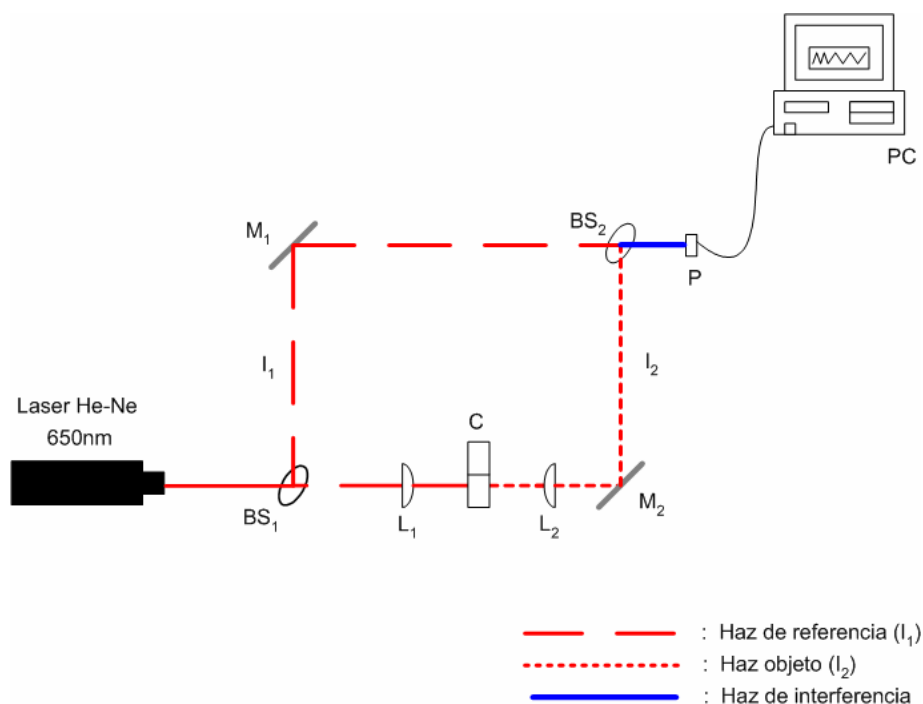 PC
BS₂
M₁
P
I₁
I₂
Laser He-Ne
650nm
C
BS₁
L₁
L₂
M₂
: Haz de referencia (I₁)
: Haz objeto (I₂)
: Haz de interferencia